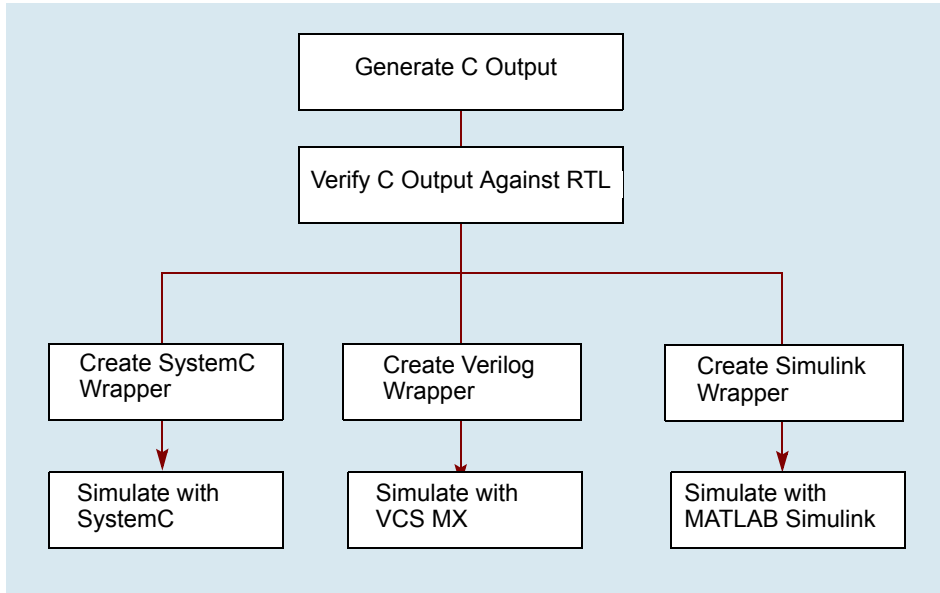 Generate C Output
Verify C Output Against RTL
Create SystemC
Wrapper
Create Verilog
Wrapper
Create Simulink
Wrapper
Simulate with
SystemC
Simulate with
VCS MX
Simulate with
MATLAB Simulink